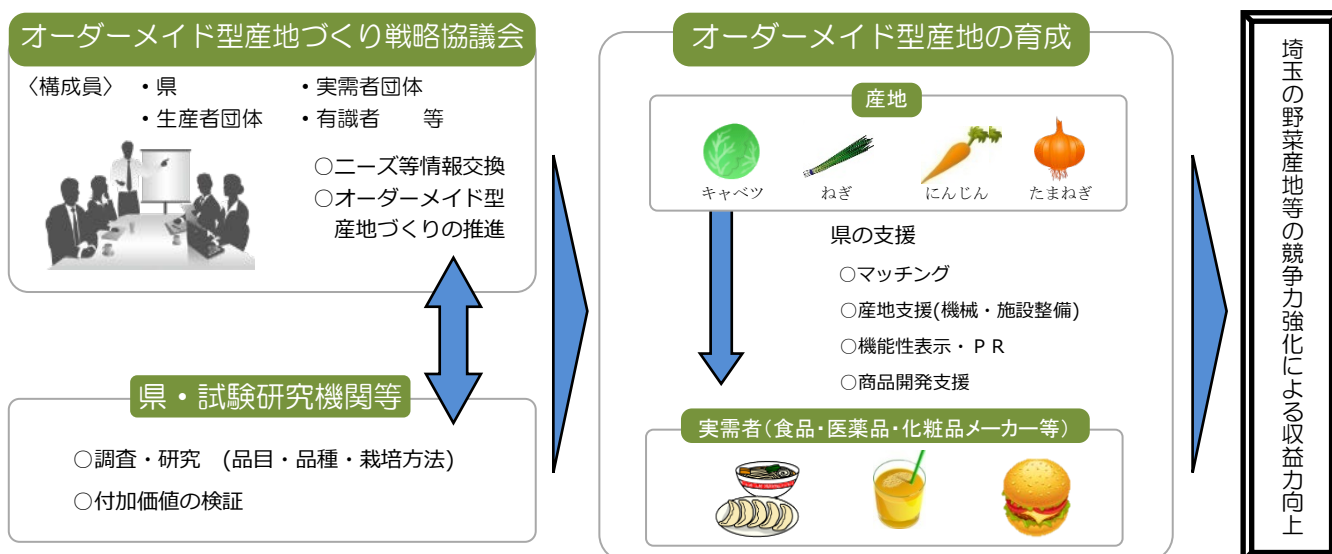 オーダーメイド型産地づくり戦略協議会
〈構成員〉 ・県 ・実需者団体
・生産者団体 ・有識者 等
○ニーズ等情報交換
○オーダーメイド型
産地づくりの推進
県・試験研究機関等
○調査・研究 (品目・品種・栽培方法)
○付加価値の検証
オーダーメイド型産地の育成
産地
キャベツ ねぎ にんじん たまねぎ
県の支援
○マッチング
○産地支援(機械・施設整備)
○機能性表示・ＰＲ
○商品開発支援
実需者（食品・医薬品・化粧品メーカー等）
埼玉の野菜産地等の競争力強化による収益力向上